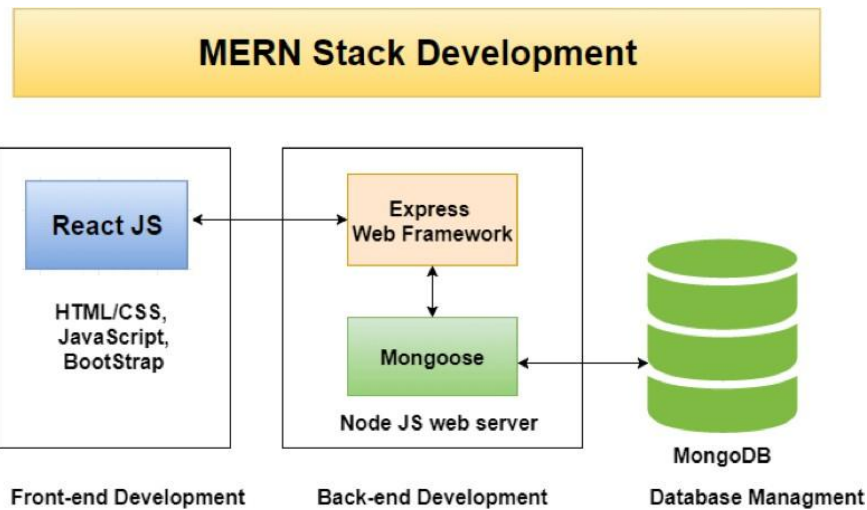 MERN Stack Development
React JS
HTML/CSS,
JavaScript,
BootStrap
Express
Web Framework
Mongoose
Node JS web server
MongoDB
Front-end Development
Back-end Development
Database Managment